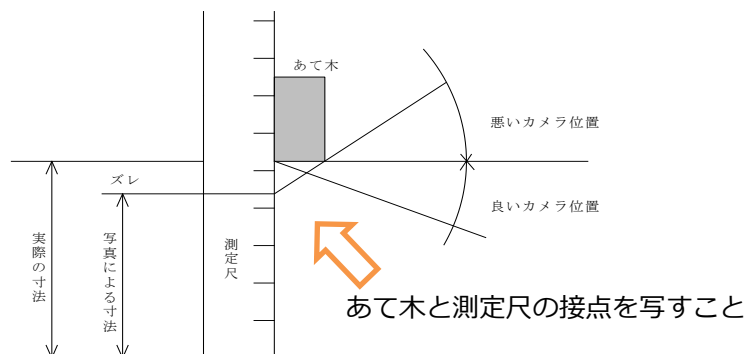 あて木
悪いカメラ位置
ズレ
良いカメラ位置
実際の寸法
写真による寸法
測定尺
あて木と測定尺の接点を写すこと